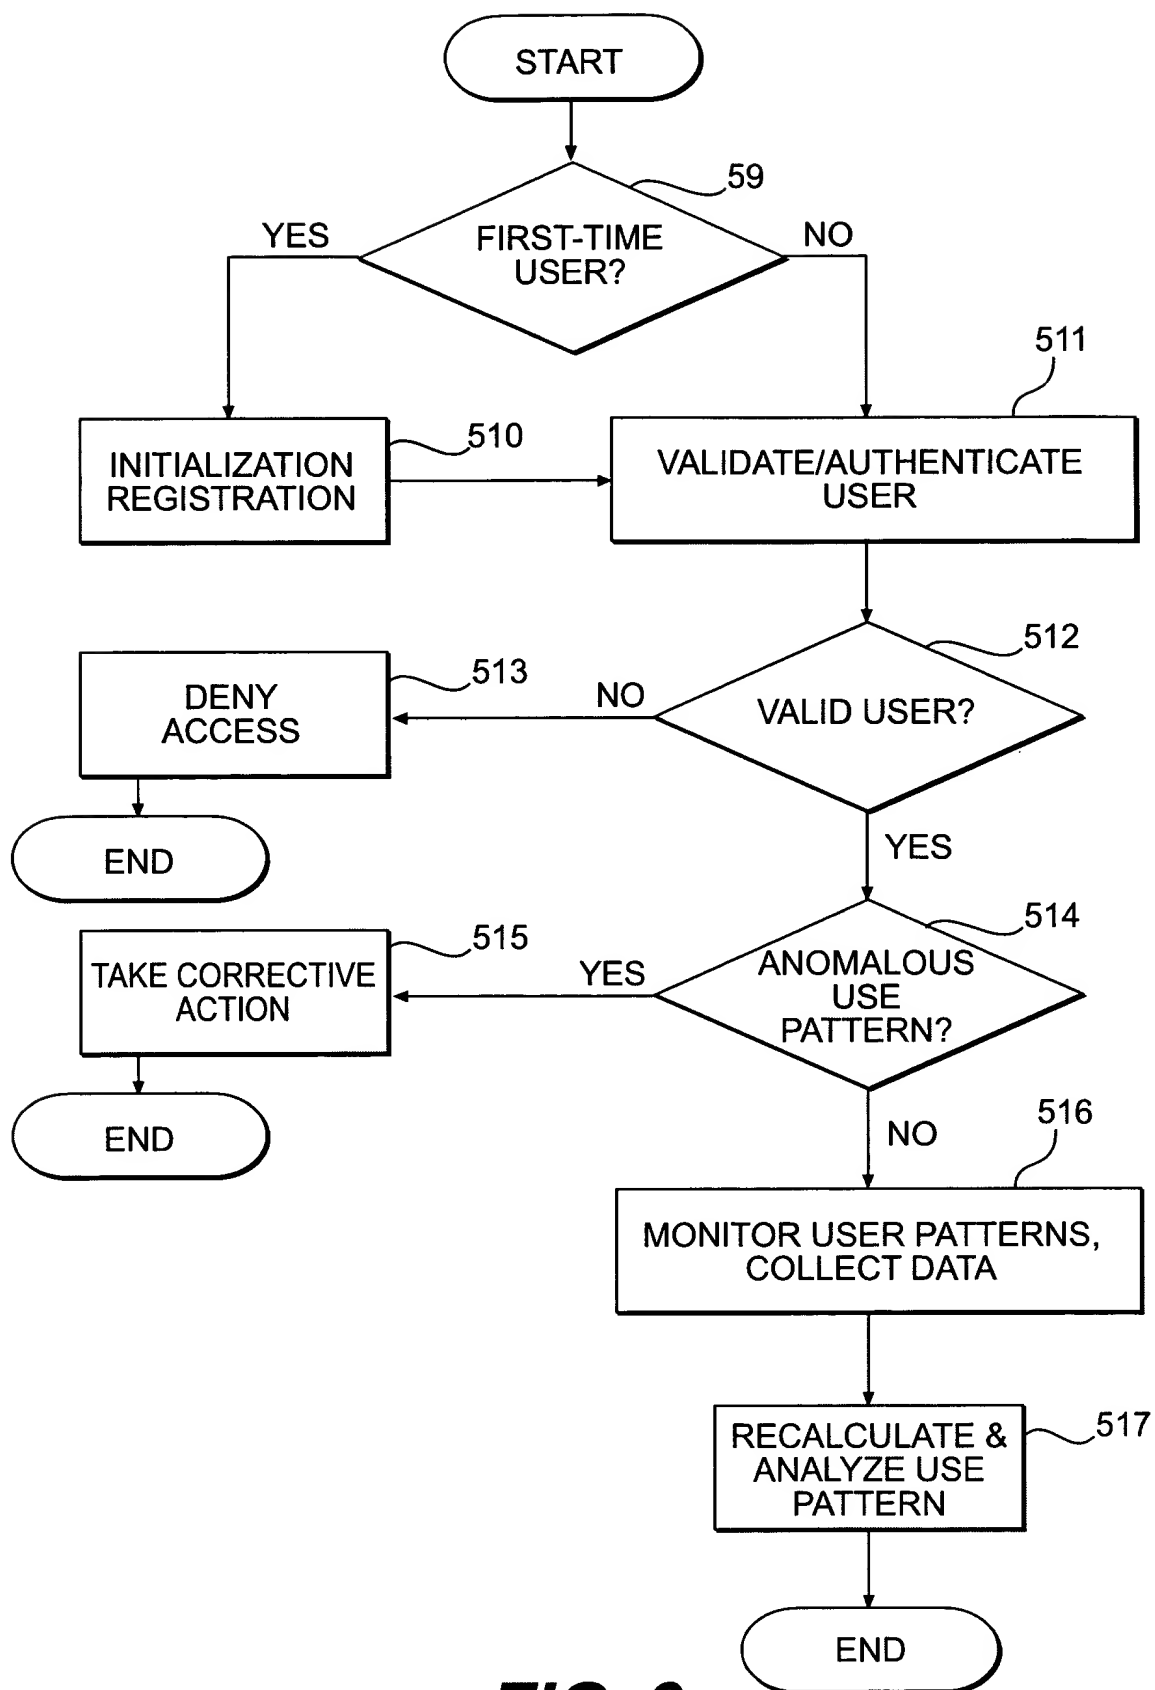 START
59
YES
FIRST-TIME
USER?
NO
511
510
INITIALIZATION
REGISTRATION
VALIDATE/AUTHENTICATE
USER
512
513
DENY
ACCESS
NO
VALID USER?
END
YES
514
515
TAKE CORRECTIVE
ACTION
YES
ANOMALOUS
USE
PATTERN?
END
NO
516
MONITOR USER PATTERNS,
COLLECT DATA
517
RECALCULATE &
ANALYZE USE
PATTERN
END